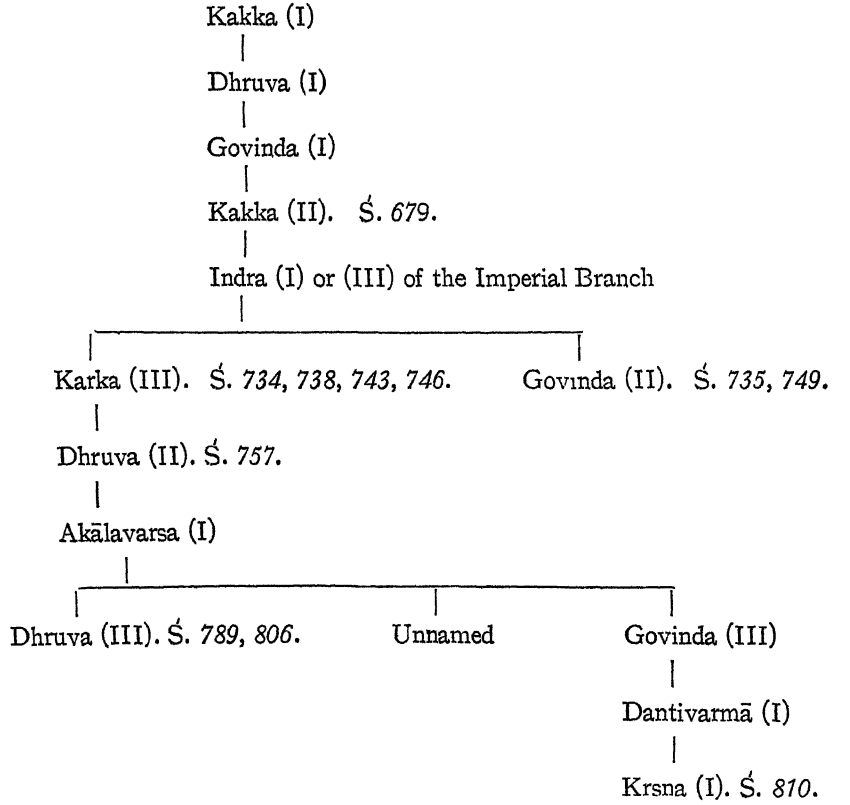 Kakka (I)
Dhruva (I)
Govinda (I)
Kakka (II). Ś. 679.
Indra (I) or (III) of the Imperial Branch
Karka (III). Ś. 734, 738, 743, 746. Govinda (II). Ś. 735, 749.
Dhruva (II). Ś. 757.
Akālavarsa (I)
Dhruva (III). Ś. 789, 806. Unnamed Govinda (III)
Dantivarmā (I)
Krsna (I). Ś. 810.